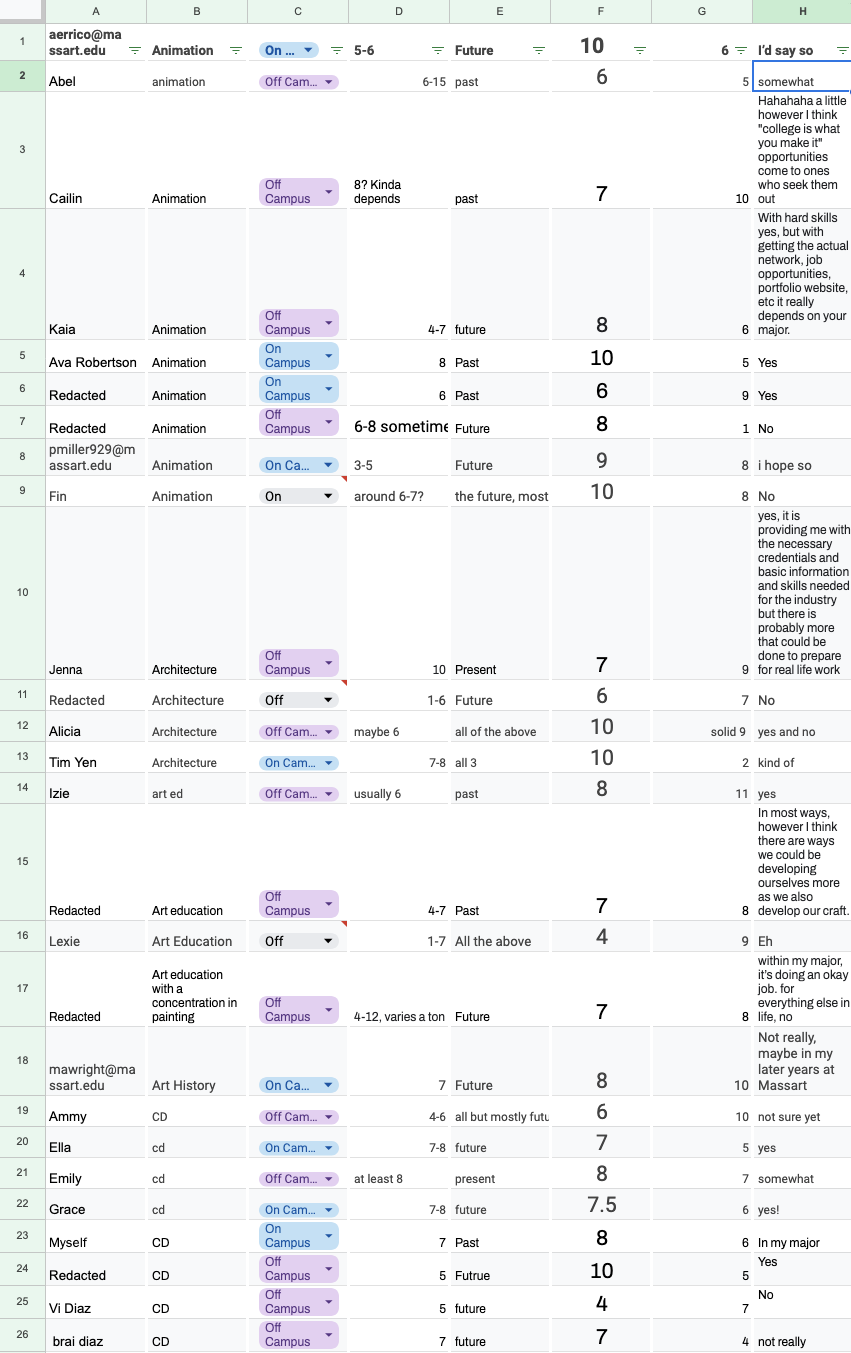 A B C D E F G H
1 aerrico@ma
ssart.edu Animation On ... 5-6 Future 10 6 I'd say so
2 Abel animation Off Cam... 6-15 past 6 5 somewhat
3 Cailin Animation Off
Campus 8? Kinda
depends past 7 10 Hahahaha a little
however I think
"college is what
you make it"
opportunities
come to ones
who seek them
out
4 Kaia Animation Off
Campus 4-7 future 8 6 With hard skills
yes, but with
getting the actual
network, job
opportunities,
portfolio website,
etc it really
depends on your
major.
5 Ava Robertson Animation On
Campus 8 Past 10 5 Yes
6 Redacted Animation On
Campus 6 Past 6 9 Yes
7 Redacted Animation Off
Campus 6-8 sometime Future 8 1 No
8 pmiller929@m
assart.edu Animation On Ca... 3-5 Future 9 8 i hope so
9 Fin Animation On around 6-7? the future, most 10 8 No
10 Jenna Architecture Off
Campus 10 Present 7 9 yes, it is
providing me with
the necessary
credentials and
basic information
and skills needed
for the industry
but there is
probably more
that could be
done to prepare
for real life work
11 Redacted Architecture Off 1-6 Future 6 7 No
12 Alicia Architecture Off Cam... maybe 6 all of the above 10 solid 9 yes and no
13 Tim Yen Architecture On Cam... 7-8 all 3 10 2 kind of
14 Izie art ed Off Cam... usually 6 past 8 11 yes
15 Redacted Art education Off
Campus 4-7 Past 7 8 In most ways,
however I think
there are ways
we could be
developing
ourselves more
as we also
develop our craft.
16 Lexie Art Education Off 1-7 All the above 4 9 Eh
17 Redacted Art education
with a
concentration in
painting Off
Campus 4-12, varies a ton Future 7 8 within my major,
it's doing an okay
job. for
everything else in
life, no
18 mawright@ma
ssart.edu Art History On Ca... 7 Future 8 10 Not really,
maybe in my
later years at
Massart
19 Ammy CD Off Cam... 4-6 all but mostly futu 6 10 not sure yet
20 Ella cd On Cam... 7-8 future 7 5 yes
21 Emily cd Off Cam... at least 8 present 8 7 somewhat
22 Grace cd On Cam... 7-8 future 7.5 6 yes!
23 Myself CD On
Campus 7 Past 8 6 In my major
24 Redacted CD Off
Campus 5 Futrue 10 5 Yes
25 Vi Diaz CD Off
Campus 5 future 4 7 No
26 brai diaz CD Off
Campus 7 future 7 4 not really